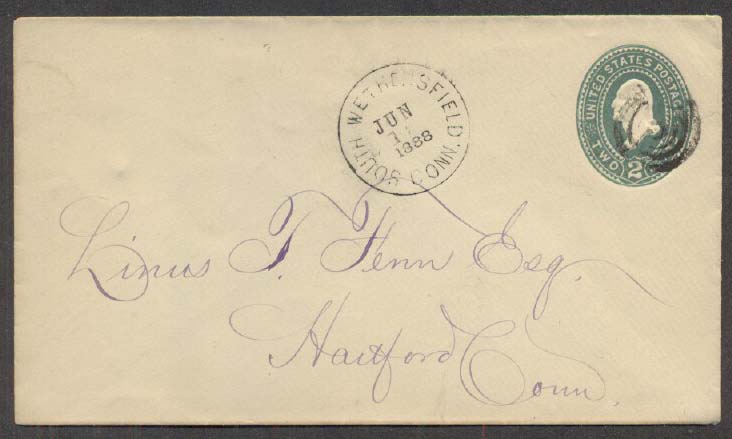 SOUTH WETHERSFIELD CONN.
JUN
1888
UNITED STATES POSTAGE
TWO
2
Linus T. Fenn Esq.
Hartford
Conn.